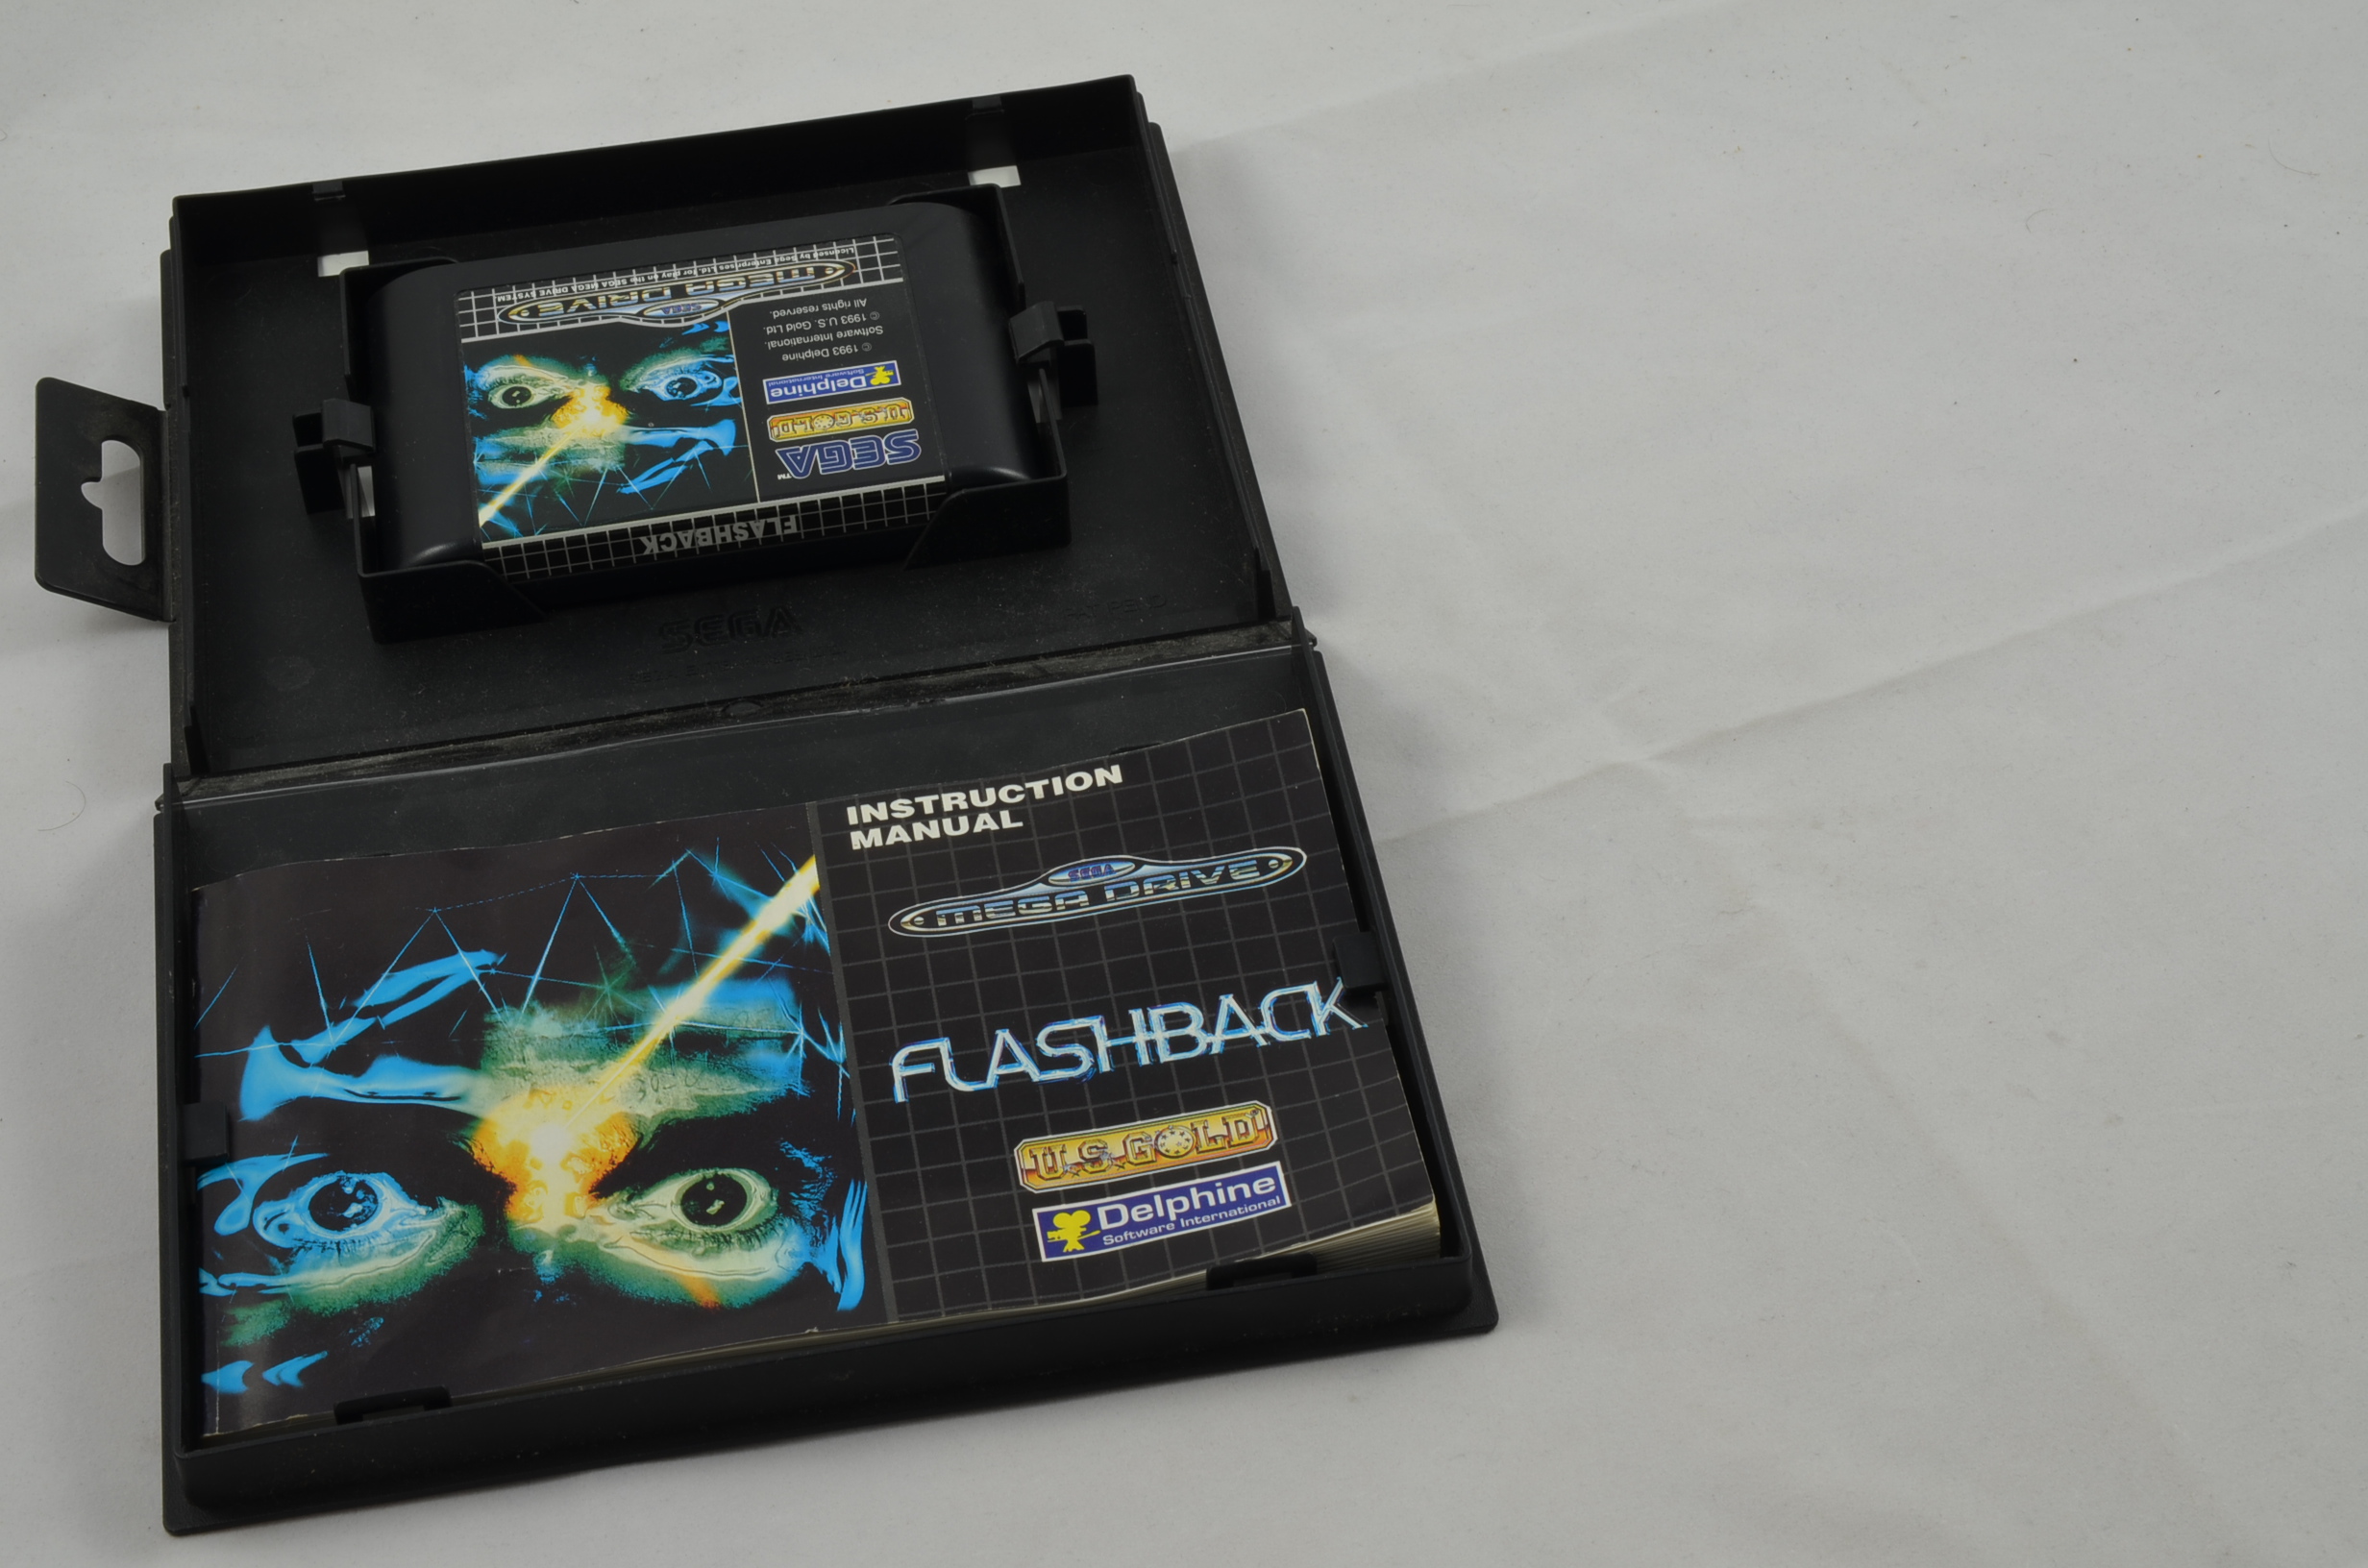 Licensed by Sega Enterprises Ltd. for play on the SEGA MEGA DRIVE SYSTEM
SEGA
MEGA DRIVE
© 1993 Delphine
Software International.
© 1993 U.S. Gold Ltd.
All rights reserved.
Delphine
Software International
U.S. GOLD
SEGA™
FLASHBACK
SEGA
INSTRUCTION
MANUAL
SEGA
MEGA DRIVE
FLASHBACK
U.S. GOLD
Delphine
Software International